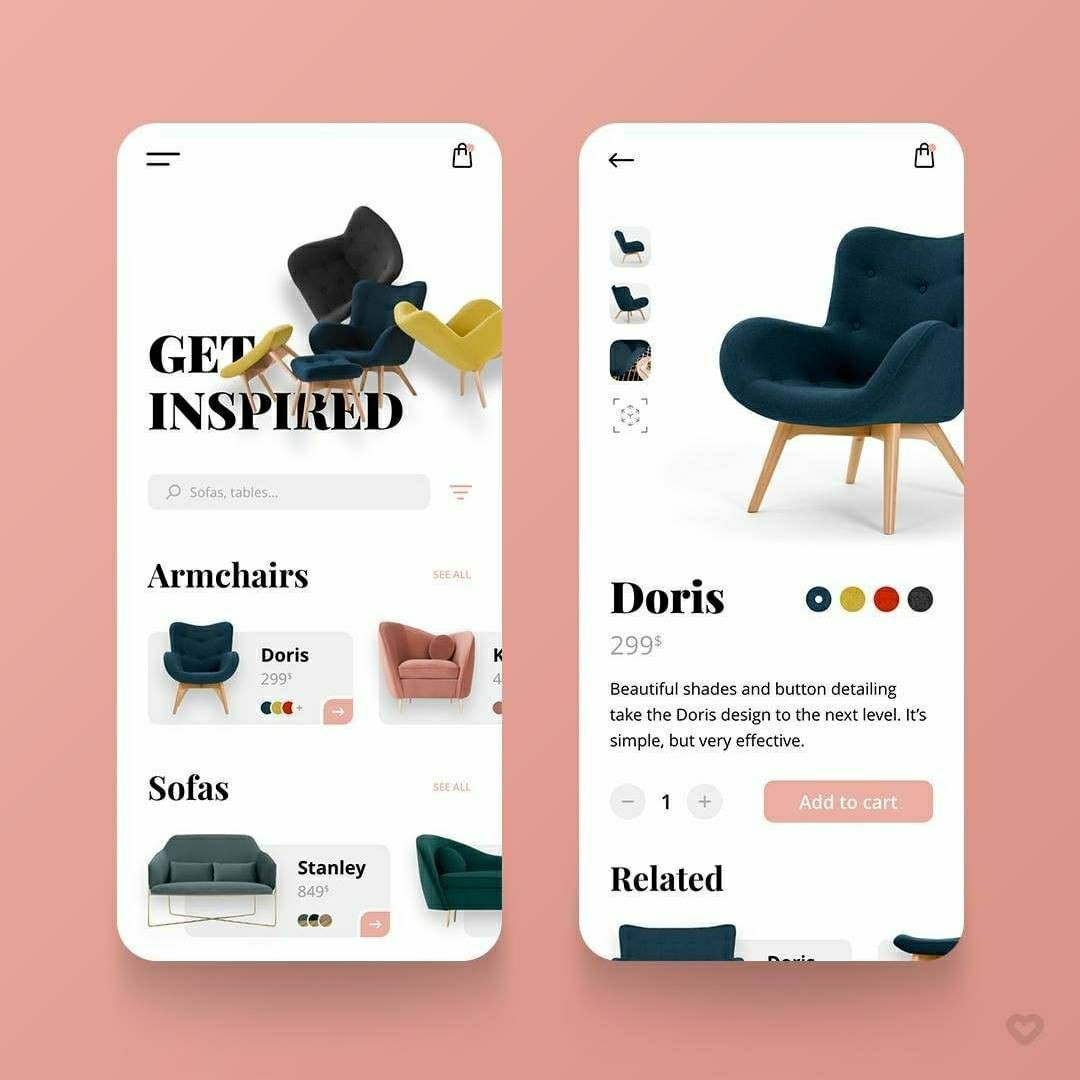 GET
INSPIRED
Sofas, tables...
Armchairs
SEE ALL
Doris
299$
+
K
4
Sofas
SEE ALL
Stanley
849$
Doris
299$
Beautiful shades and button detailing
take the Doris design to the next level. It’s
simple, but very effective.
− 1 +
Add to cart
Related
Doris